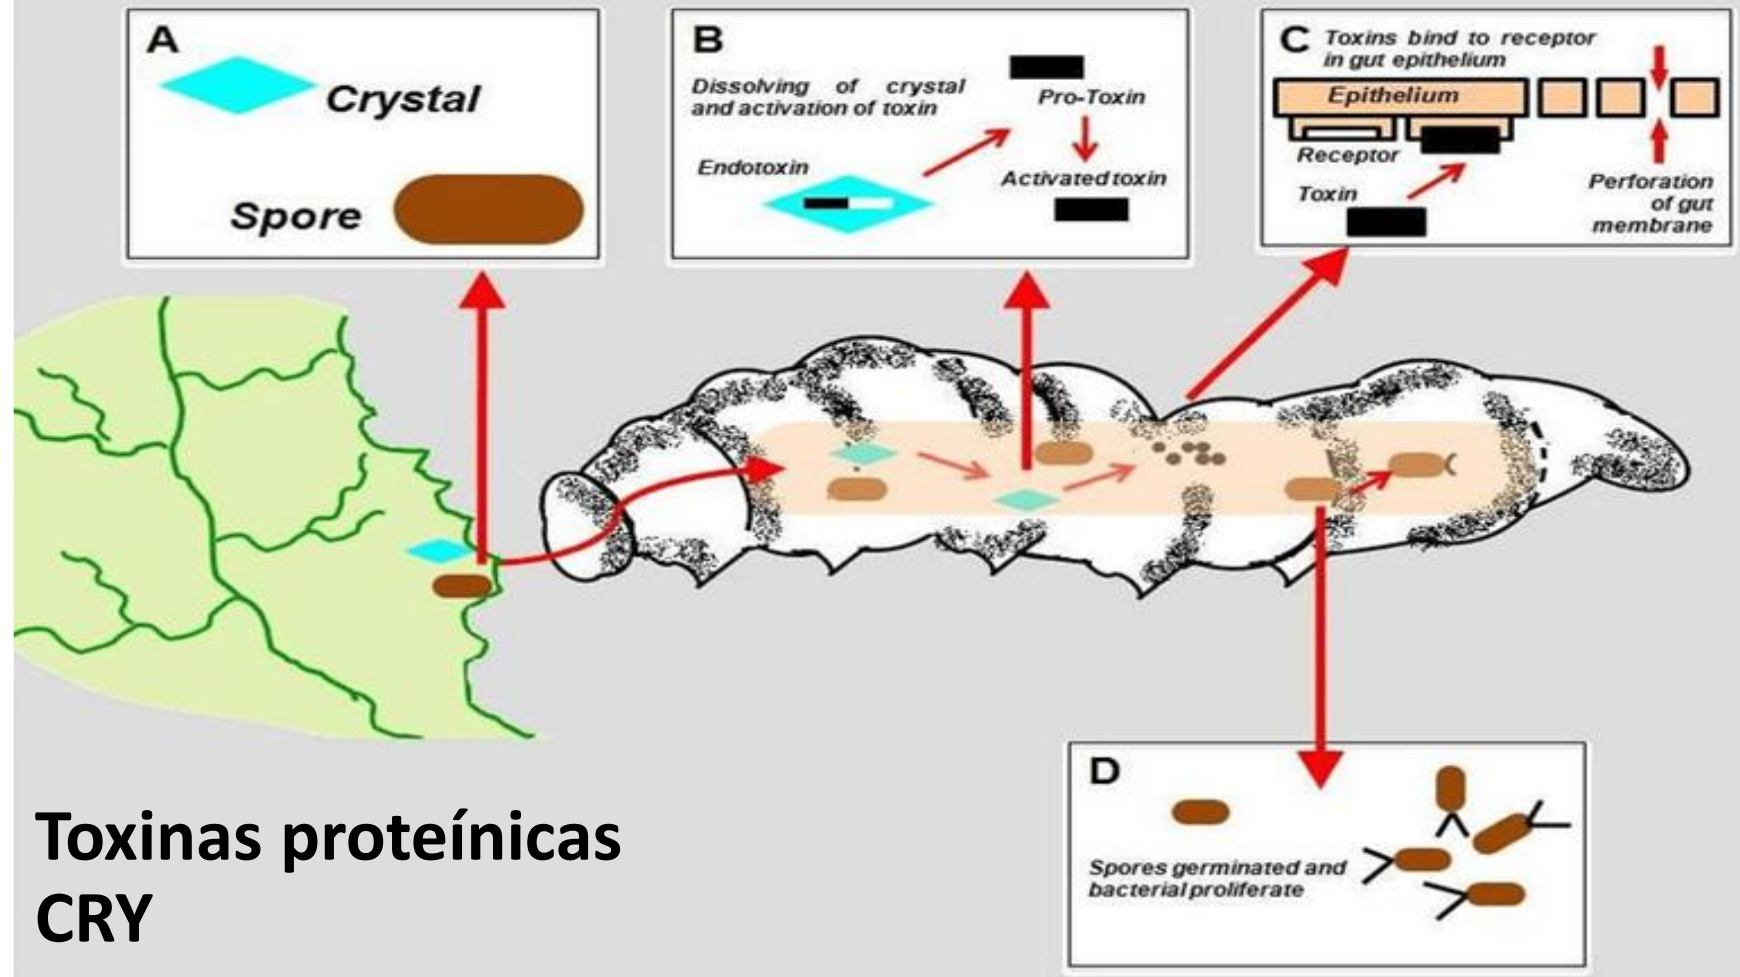 A
Crystal
Spore
B
Dissolving of crystal
and activation of toxin
Pro-Toxin
Endotoxin
Activated toxin
C
Toxins bind to receptor
in gut epithelium
Epithelium
Receptor
Toxin
Perforation
of gut
membrane
D
Spores germinated and
bacterial proliferate
Toxinas proteínicas
CRY